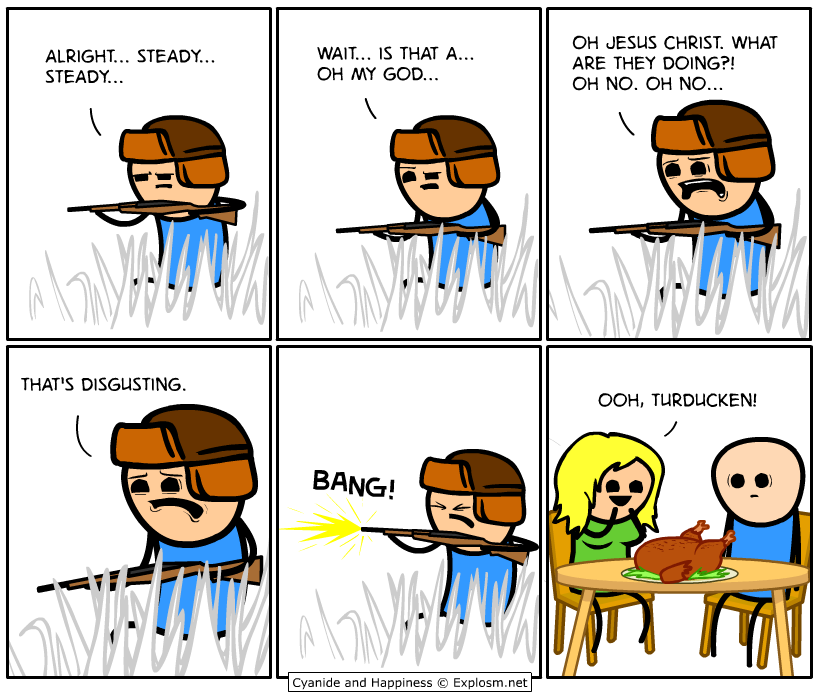 ALRIGHT... STEADY...
STEADY...
WAIT... IS THAT A...
OH MY GOD...
OH JESUS CHRIST. WHAT
ARE THEY DOING?!
OH NO. OH NO...
THAT'S DISGUSTING.
BANG!
OOH, TURDUCKEN!
Cyanide and Happiness © Explosm.net